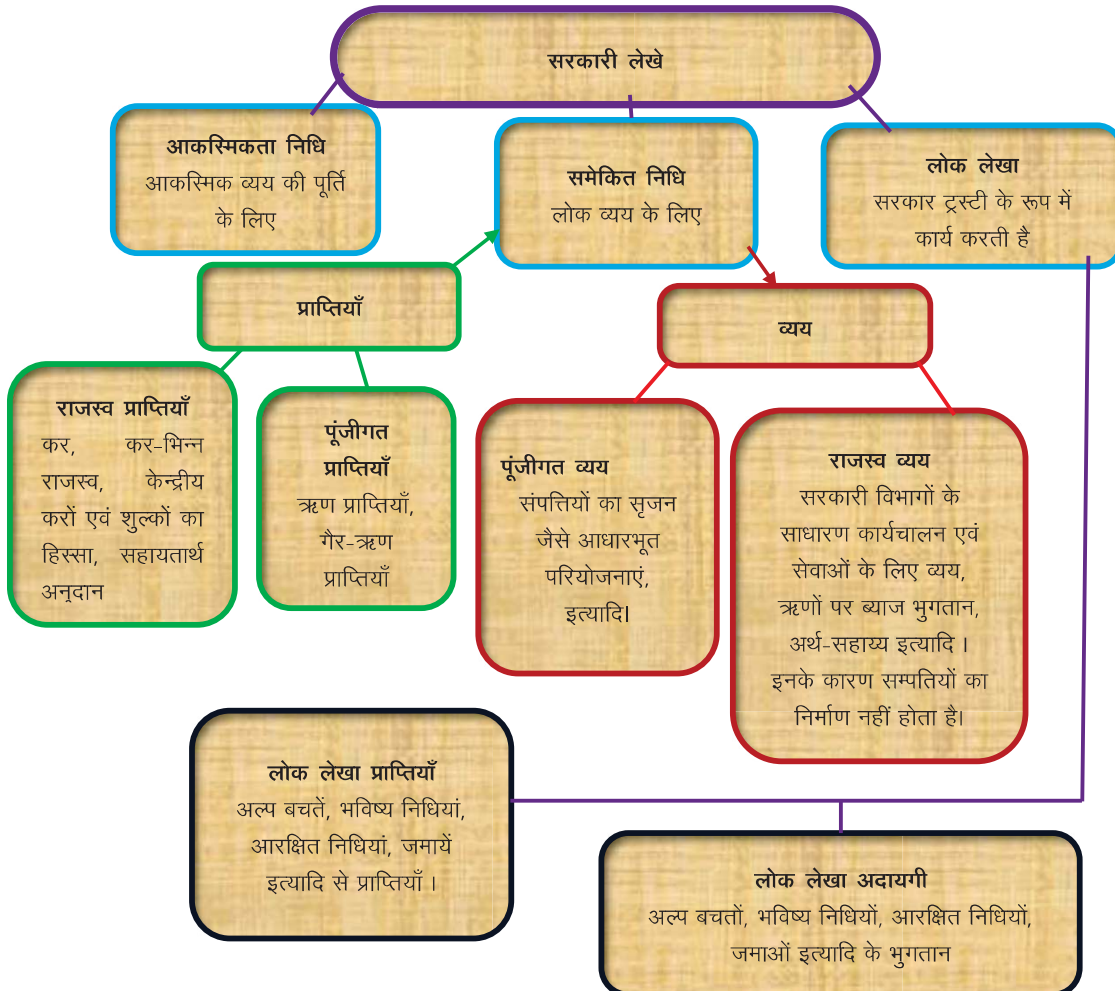 सरकारी लेखे
आकस्मिकता निधि
आकस्मिक व्यय की पूर्ति
के लिए
समेकित निधि
लोक व्यय के लिए
लोक लेखा
सरकार ट्रस्टी के रूप में
कार्य करती है
प्राप्तियाँ
व्यय
राजस्व प्राप्तियाँ
कर, कर-भिन्न
राजस्व, केन्द्रीय
करों एवं शुल्कों का
हिस्सा, सहायतार्थ
अनुदान
पूंजीगत
प्राप्तियाँ
ऋण प्राप्तियाँ,
गैर-ऋण
प्राप्तियाँ
पूंजीगत व्यय
संपत्तियों का सृजन
जैसे आधारभूत
परियोजनाएं,
इत्यादि।
राजस्व व्यय
सरकारी विभागों के
साधारण कार्यचालन एवं
सेवाओं के लिए व्यय,
ऋणों पर ब्याज भुगतान,
अर्थ-सहाय्य इत्यादि ।
इनके कारण सम्पतियों का
निर्माण नहीं होता है।
लोक लेखा प्राप्तियाँ
अल्प बचतें, भविष्य निधियां,
आरक्षित निधियां, जमायें
इत्यादि से प्राप्तियाँ ।
लोक लेखा अदायगी
अल्प बचतों, भविष्य निधियों, आरक्षित निधियों,
जमाओं इत्यादि के भुगतान